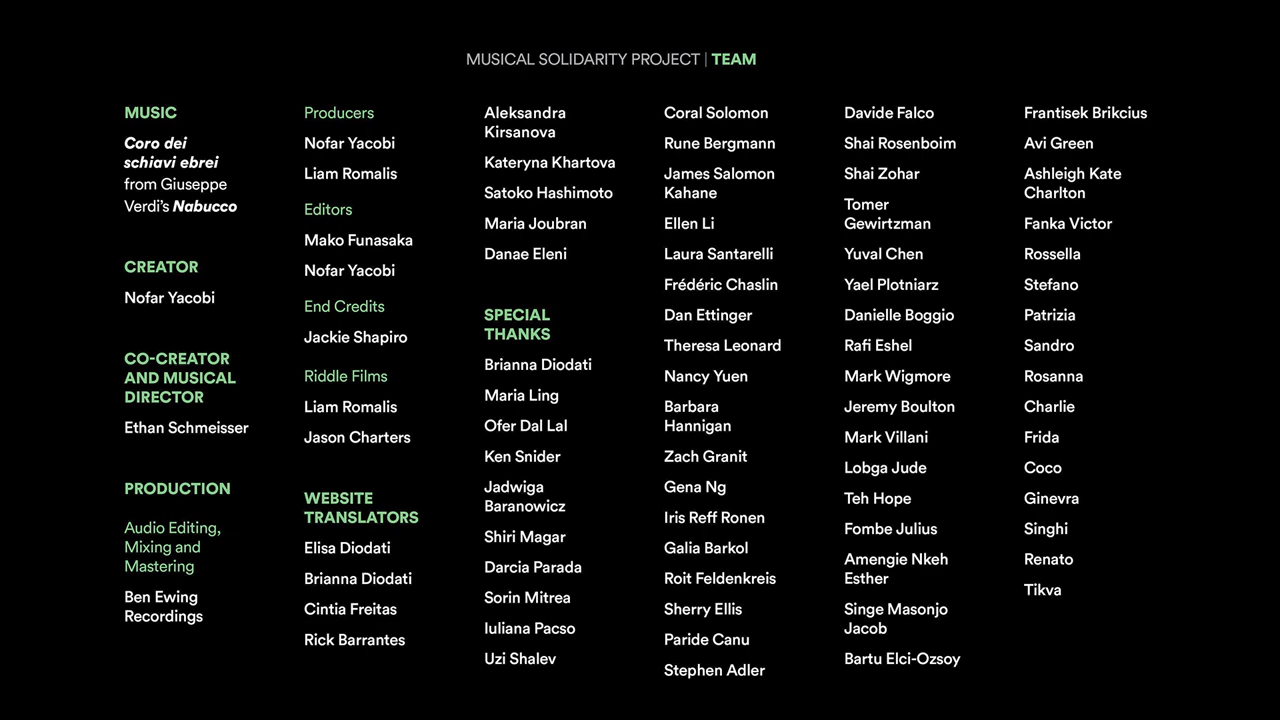 MUSICAL SOLIDARITY PROJECT | TEAM
MUSIC
Coro dei
schiavi ebrei
from Giuseppe
Verdi's Nabucco
CREATOR
Nofar Yacobi
CO-CREATOR
AND MUSICAL
DIRECTOR
Ethan Schmeisser
PRODUCTION
Audio Editing,
Mixing and
Mastering
Ben Ewing
Recordings
Producers
Nofar Yacobi
Liam Romalis
Editors
Mako Funasaka
Nofar Yacobi
End Credits
Jackie Shapiro
Riddle Films
Liam Romalis
Jason Charters
WEBSITE
TRANSLATORS
Elisa Diodati
Brianna Diodati
Cintia Freitas
Rick Barrantes
Aleksandra
Kirsanova
Kateryna Khartova
Satoko Hashimoto
Maria Joubran
Danae Eleni
SPECIAL
THANKS
Brianna Diodati
Maria Ling
Ofer Dal Lal
Ken Snider
Jadwiga
Baranowicz
Shiri Magar
Darcia Parada
Sorin Mitrea
Iuliana Pacso
Uzi Shalev
Coral Solomon
Rune Bergmann
James Salomon
Kahane
Ellen Li
Laura Santarelli
Frédéric Chaslin
Dan Ettinger
Theresa Leonard
Nancy Yuen
Barbara
Hannigan
Zach Granit
Gena Ng
Iris Reff Ronen
Galia Barkol
Roit Feldenkreis
Sherry Ellis
Paride Canu
Stephen Adler
Davide Falco
Shai Rosenboim
Shai Zohar
Tomer
Gewirtzman
Yuval Chen
Yael Plotniarz
Danielle Boggio
Rafi Eshel
Mark Wigmore
Jeremy Boulton
Mark Villani
Lobga Jude
Teh Hope
Fombe Julius
Amengie Nkeh
Esther
Singe Masonjo
Jacob
Bartu Elci-Ozsoy
Frantisek Brikcius
Avi Green
Ashleigh Kate
Charlton
Fanka Victor
Rossella
Stefano
Patrizia
Sandro
Rosanna
Charlie
Frida
Coco
Ginevra
Singhi
Renato
Tikva